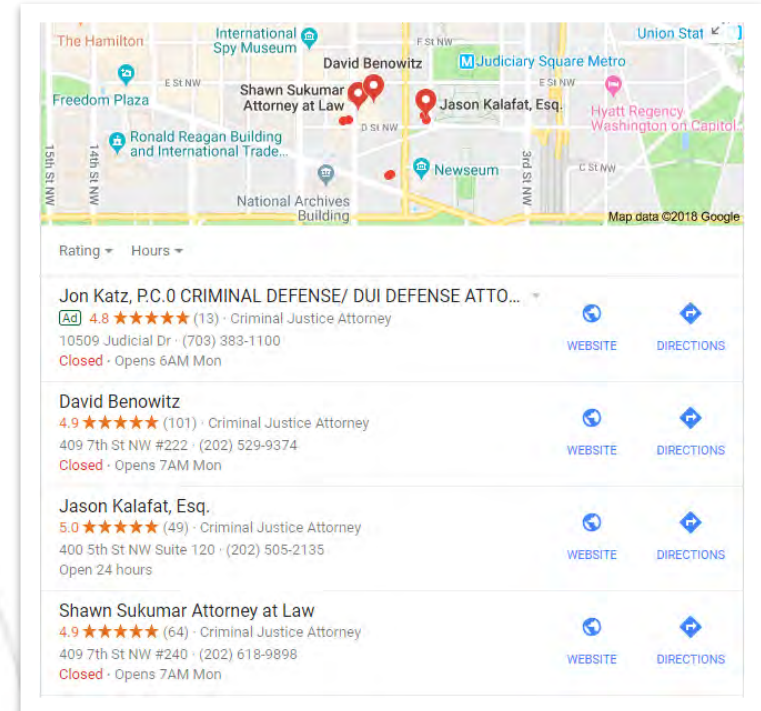 The Hamilton
International
Spy Museum
F St NW
Union Stat
David Benowitz
M Judiciary Square Metro
E St NW
Shawn Sukumar
Attorney at Law
E St NW
Freedom Plaza
Jason Kalafat, Esq.
Hyatt Regency
Washington on Capitol...
D St NW
Ronald Reagan Building
and International Trade...
15th St NW
14th St NW
Newseum
3rd St NW
C St NW
National Archives
Building
Map data ©2018 Google
Rating Hours
Jon Katz, P.C.0 CRIMINAL DEFENSE/ DUI DEFENSE ATTO...
Ad 4.8 ★★★★★ (13) · Criminal Justice Attorney
10509 Judicial Dr · (703) 383-1100
Closed · Opens 6AM Mon
WEBSITE DIRECTIONS
David Benowitz
4.9 ★★★★★ (101) · Criminal Justice Attorney
409 7th St NW #222 · (202) 529-9374
Closed · Opens 7AM Mon
WEBSITE DIRECTIONS
Jason Kalafat, Esq.
5.0 ★★★★★ (49) · Criminal Justice Attorney
400 5th St NW Suite 120 · (202) 505-2135
Open 24 hours
WEBSITE DIRECTIONS
Shawn Sukumar Attorney at Law
4.9 ★★★★★ (64) · Criminal Justice Attorney
409 7th St NW #240 · (202) 618-9898
Closed · Opens 7AM Mon
WEBSITE DIRECTIONS